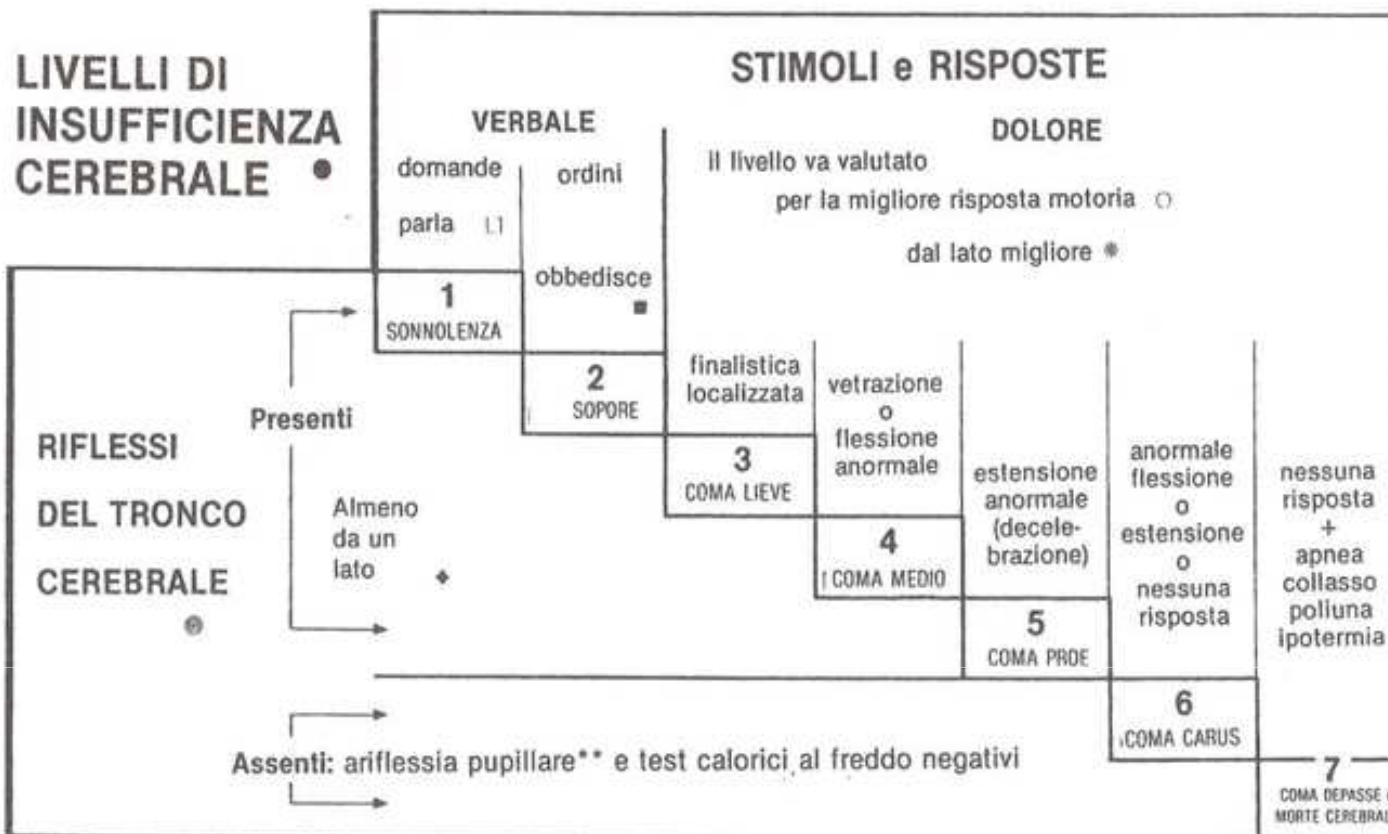 LIVELLI DI
INSUFFICIENZA
CEREBRALE
STIMOLI e RISPOSTE
VERBALE
domande
parla
ordini
obbedisce
DOLORE
il livello va valutato
per la migliore risposta motoria
dal lato migliore *
1
SONNOLENZA
2
SOPORE
finalistica
localizzata
3
COMA LIEVE
vetrazione
o
flessione
anormale
4
COMA MEDIO
estensione
anormale
(decele-
brazione)
5
COMA PROE
anormale
flessione
o
estensione
o
nessuna
risposta
6
COMA CARUS
nessuna
risposta
+
apnea
collasso
poliuna
ipotermia
7
COMA DEPASSE
MORTE CEREBRAL
RIFLESSI
DEL TRONCO
CEREBRALE
Presenti
Almeno
da un
lato
Assenti: ariflessia pupillare** e test calorici al freddo negativi